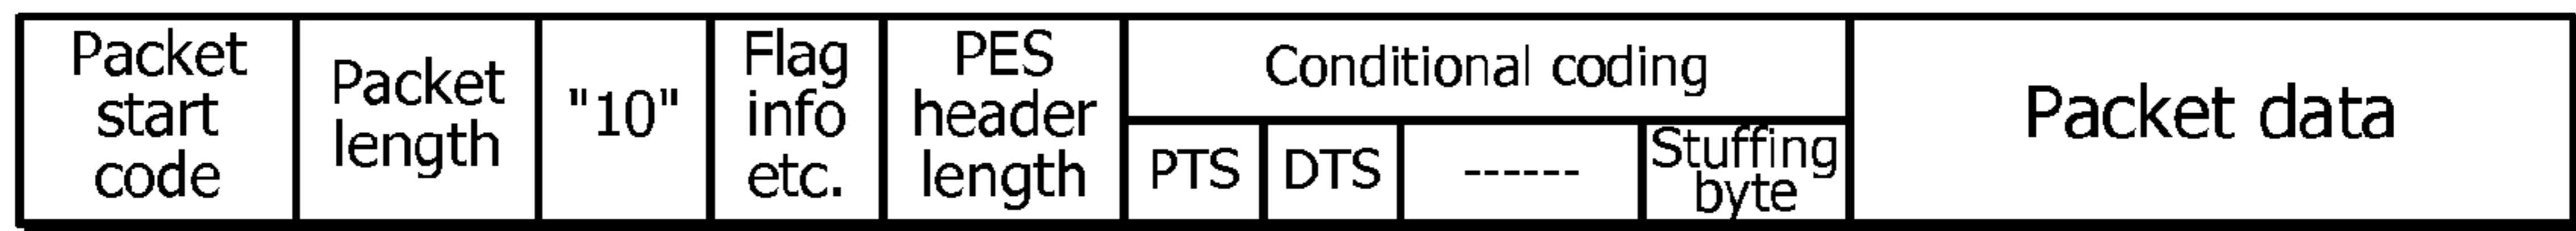 Packet
start
code
Packet
length
"10"
Flag
info
etc.
PES
header
length
Conditional coding
PTS
DTS
------
Stuffing
byte
Packet data